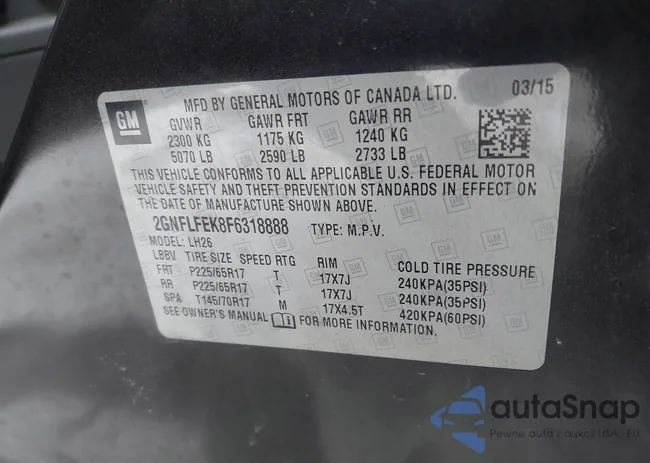 GM
MFD BY GENERAL MOTORS OF CANADA LTD. 03/15
GVWR GAWR FRT GAWR RR
2300 KG 1175 KG 1240 KG
5070 LB 2590 LB 2733 LB
THIS VEHICLE CONFORMS TO ALL APPLICABLE U.S. FEDERAL MOTOR
VEHICLE SAFETY AND THEFT PREVENTION STANDARDS IN EFFECT ON
THE DATE OF MANUFACTURE SHOWN ABOVE.
2GNFLFEK8F6318888 TYPE: M.P.V.
MODEL: LH26
LBBV TIRE SIZE SPEED RTG RIM COLD TIRE PRESSURE
FRT P225/65R17 T 17X7J 240KPA(35PSI)
RR P225/65R17 T 17X7J 240KPA(35PSI)
SPA T145/70R17 M 17X4.5T 420KPA(60PSI)
SEE OWNER'S MANUAL FOR MORE INFORMATION.
autoSnap
Pewne auta z aukcji USA i EU